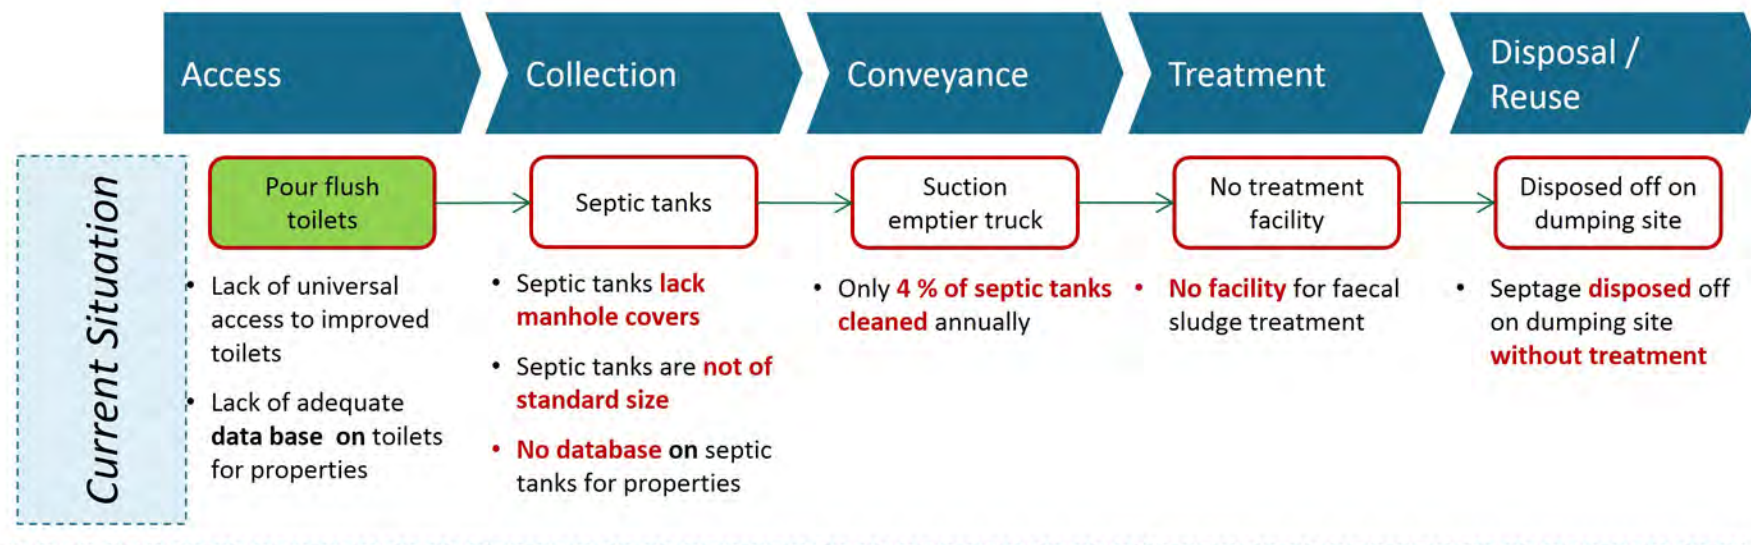 Access
Collection
Conveyance
Treatment
Disposal /
Reuse
Current Situation
Pour flush
toilets
Septic tanks
Suction
emptier truck
No treatment
facility
Disposed off on
dumping site
• Lack of universal
access to improved
toilets
• Lack of adequate
data base on toilets
for properties
• Septic tanks lack
manhole covers
• Septic tanks are not of
standard size
• No database on septic
tanks for properties
• Only 4 % of septic tanks
cleaned annually
• No facility for faecal
sludge treatment
• Septage disposed off
on dumping site
without treatment